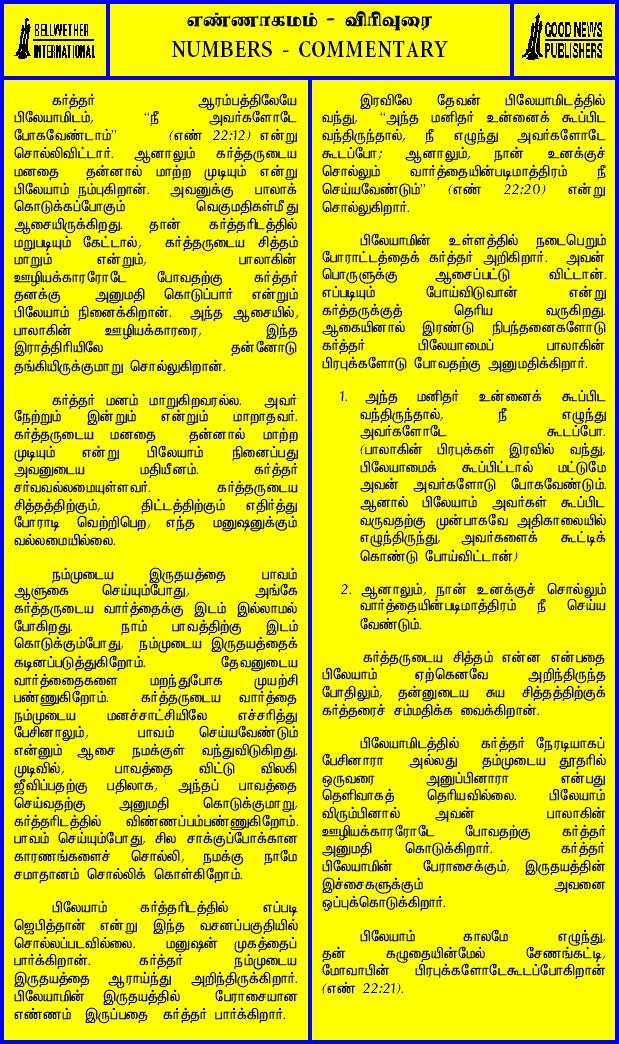 BELLWETHER
INTERNATIONAL
எண்ணாகமம் - விரிவுரை
NUMBERS - COMMENTARY
GOOD NEWS
PUBLISHERS
கர்த்தர் ஆரம்பத்திலேயே
பிலேயாமிடம், “நீ அவர்களோடே
போகவேண்டாம்” (எண் 22:12) என்று
சொல்லிவிட்டார். ஆனாலும் கர்த்தருடைய
மனதை தன்னால் மாற்ற முடியும் என்று
பிலேயாம் நம்புகிறான். அவனுக்கு பாலாக்
கொடுக்கப்போகும் வெகுமதிகள்மீது
ஆசையிருக்கிறது. தான் கர்த்தரிடத்தில்
மறுபடியும் கேட்டால், கர்த்தருடைய சித்தம்
மாறும் என்றும், பாலாகின்
ஊழியக்காரரோடே போவதற்கு கர்த்தர்
தனக்கு அனுமதி கொடுப்பார் என்றும்
பிலேயாம் நினைக்கிறான். அந்த ஆசையில்,
பாலாகின் ஊழியக்காரரை, இந்த
இராத்திரியிலே தன்னோடு
தங்கியிருக்குமாறு சொல்லுகிறான்.
கர்த்தர் மனம் மாறுகிறவரல்ல. அவர்
நேற்றும் இன்றும் என்றும் மாறாதவர்.
கர்த்தருடைய மனதை தன்னால் மாற்ற
முடியும் என்று பிலேயாம் நினைப்பது
அவனுடைய மதியீனம். கர்த்தர்
சர்வவல்லமையுள்ளவர். கர்த்தருடைய
சித்தத்திற்கும், திட்டத்திற்கும் எதிர்த்து
போராடி வெற்றிபெற, எந்த மனுஷனுக்கும்
வல்லமையில்லை.
நம்முடைய இருதயத்தை பாவம்
ஆளுகை செய்யும்போது, அங்கே
கர்த்தருடைய வார்த்தைக்கு இடம் இல்லாமல்
போகிறது. நாம் பாவத்திற்கு இடம்
கொடுக்கும்போது, நம்முடைய இருதயத்தைக்
கடினப்படுத்துகிறோம். தேவனுடைய
வார்த்தைகளை மறந்துபோக முயற்சி
பண்ணுகிறோம். கர்த்தருடைய வார்த்தை
நம்முடைய மனச்சாட்சியிலே எச்சரித்து
பேசினாலும், பாவம் செய்யவேண்டும்
என்னும் ஆசை நமக்குள் வந்துவிடுகிறது.
முடிவில், பாவத்தை விட்டு விலகி
ஜீவிப்பதற்கு பதிலாக, அந்தப் பாவத்தை
செய்வதற்கு அனுமதி கொடுக்குமாறு,
கர்த்தரிடத்தில் விண்ணப்பம்பண்ணுகிறோம்.
பாவம் செய்யும்போது, சில சாக்குப்போக்கான
காரணங்களைச் சொல்லி, நமக்கு நாமே
சமாதானம் சொல்லிக் கொள்கிறோம்.
பிலேயாம் கர்த்தரிடத்தில் எப்படி
ஜெபித்தான் என்று இந்த வசனப்பகுதியில்
சொல்லப்படவில்லை. மனுஷன் முகத்தைப்
பார்க்கிறான். கர்த்தர் நம்முடைய
இருதயத்தை ஆராய்ந்து அறிந்திருக்கிறார்.
பிலேயாமின் இருதயத்தில் பேராசையான
எண்ணம் இருப்பதை கர்த்தர் பார்க்கிறார்.
இரவிலே தேவன் பிலேயாமிடத்தில்
வந்து, “அந்த மனிதர் உன்னைக் கூப்பிட
வந்திருந்தால், நீ எழுந்து அவர்களோடே
கூடப்போ; ஆனாலும், நான் உனக்குச்
சொல்லும் வார்த்தையின்படிமாத்திரம் நீ
செய்யவேண்டும்” (எண் 22:20) என்று
சொல்லுகிறார்.
பிலேயாமின் உள்ளத்தில் நடைபெறும்
போராட்டத்தைக் கர்த்தர் அறிகிறார். அவன்
பொருளுக்கு ஆசைப்பட்டு விட்டான்.
எப்படியும் போய்விடுவான் என்று
கர்த்தருக்குத் தெரிய வருகிறது.
ஆகையினால் இரண்டு நிபந்தனைகளோடு
கர்த்தர் பிலேயாமைப் பாலாகின்
பிரபுக்களோடு போவதற்கு அனுமதிக்கிறார்.
1. அந்த மனிதர் உன்னைக் கூப்பிட
வந்திருந்தால், நீ எழுந்து
அவர்களோடே கூடப்போ.
(பாலாகின் பிரபுக்கள் இரவில் வந்து,
பிலேயாமைக் கூப்பிட்டால் மட்டுமே
அவன் அவர்களோடு போகவேண்டும்.
ஆனால் பிலேயாம் அவர்கள் கூப்பிட
வருவதற்கு முன்பாகவே அதிகாலையில்
எழுந்திருந்து, அவர்களைக் கூட்டிக்
கொண்டு போய்விட்டான்)
2. ஆனாலும், நான் உனக்குச் சொல்லும்
வார்த்தையின்படிமாத்திரம் நீ செய்ய
வேண்டும்.
கர்த்தருடைய சித்தம் என்ன என்பதை
பிலேயாம் ஏற்கெனவே அறிந்திருந்த
போதிலும், தன்னுடைய சுய சித்தத்திற்குக்
கர்த்தரைச் சம்மதிக்க வைக்கிறான்.
பிலேயாமிடத்தில் கர்த்தர் நேரடியாகப்
பேசினாரா அல்லது தம்முடைய தூதரில்
ஒருவரை அனுப்பினாரா என்பது
தெளிவாகத் தெரியவில்லை. பிலேயாம்
விரும்பினால் அவன் பாலாகின்
ஊழியக்காரரோடே போவதற்கு கர்த்தர்
அனுமதி கொடுக்கிறார். கர்த்தர்
பிலேயாமின் பேராசைக்கும், இருதயத்தின்
இச்சைகளுக்கும் அவனை
ஒப்புக்கொடுக்கிறார்.
பிலேயாம் காலமே எழுந்து,
தன் கழுதையின்மேல் சேணங்கட்டி,
மோவாபின் பிரபுக்களோடேகூடப்போகிறான்
(எண் 22:21).